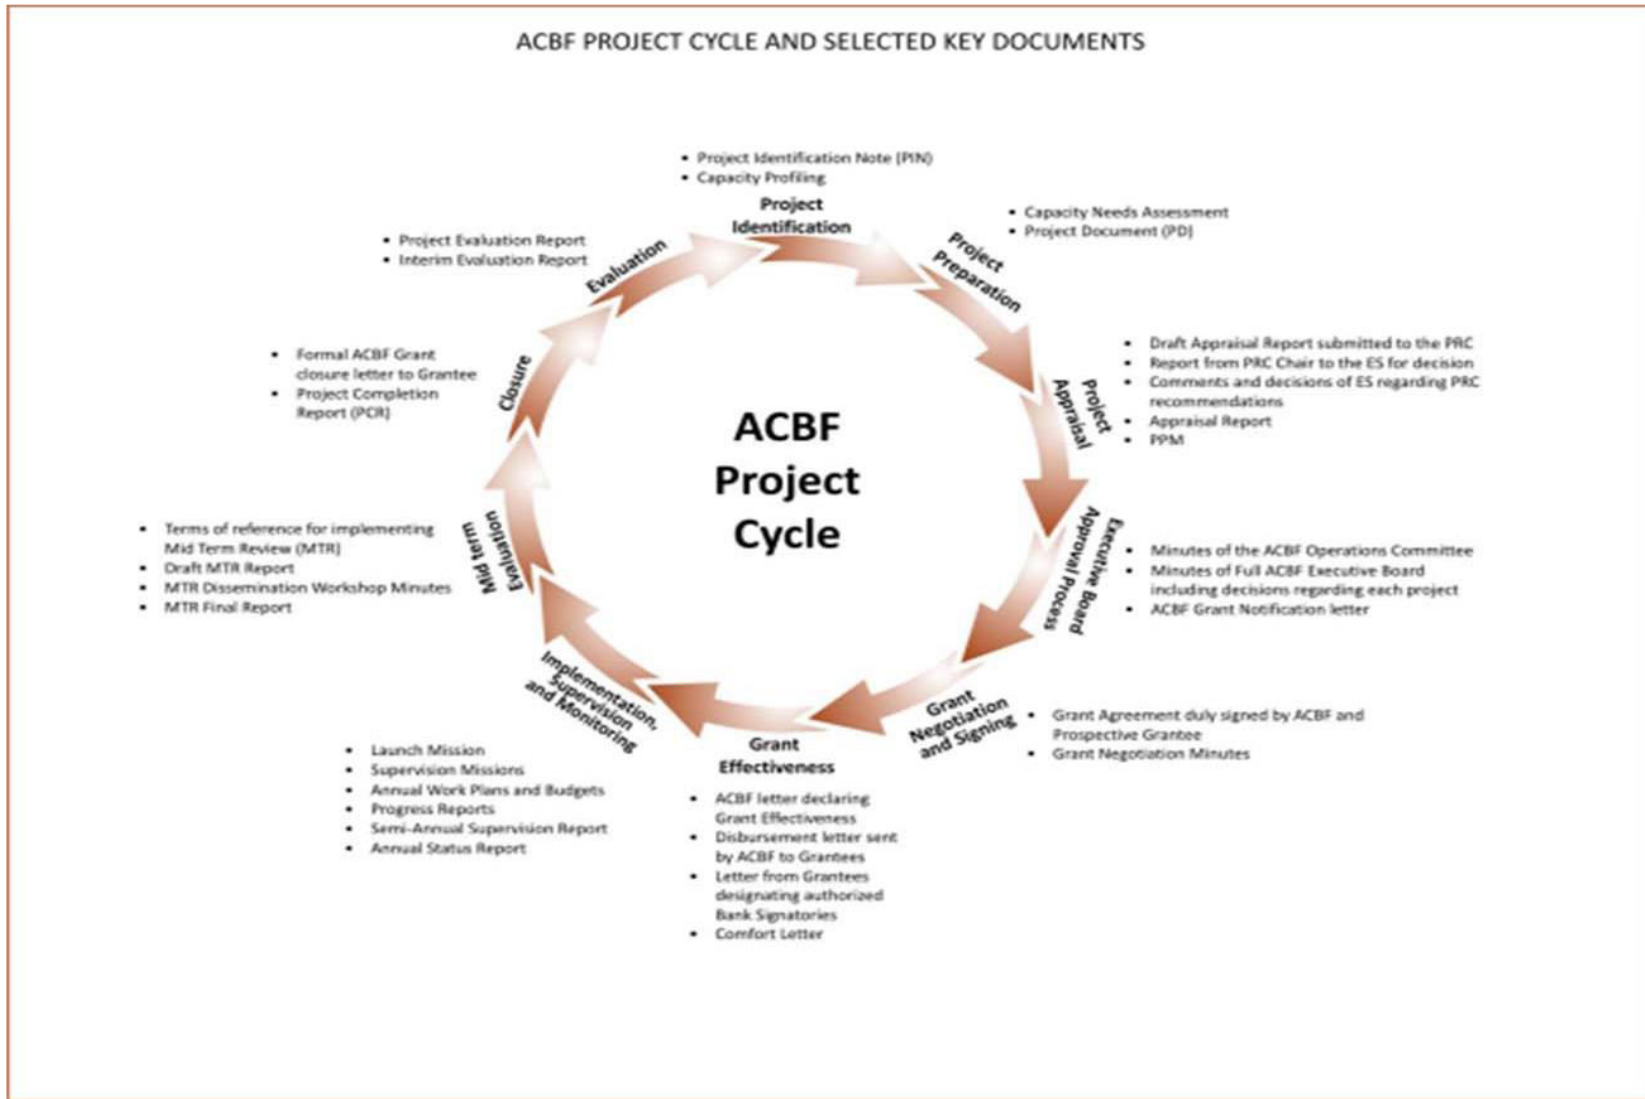 ACBF PROJECT CYCLE AND SELECTED KEY DOCUMENTS
• Project Identification Note (PIN)
• Capacity Profiling
Project
Identification
• Capacity Needs Assessment
• Project Document (PD)
Project
Preparation
• Draft Appraisal Report submitted to the PRC
• Report from PRC Chair to the ES for decision
• Comments and decisions of ES regarding PRC
recommendations
• Appraisal Report
• PPM
Project
Appraisal
Executive Board
Approval Process
• Minutes of the ACBF Operations Committee
• Minutes of Full ACBF Executive Board
including decisions regarding each project
• ACBF Grant Notification letter
Grant
Negotiation
and Signing
• Grant Agreement duly signed by ACBF and
Prospective Grantee
• Grant Negotiation Minutes
Grant
Effectiveness
• ACBF letter declaring
Grant Effectiveness
• Disbursement letter sent
by ACBF to Grantees
• Letter from Grantees
designating authorized
Bank Signatories
• Comfort Letter
Implementation,
Supervision
and Monitoring
• Launch Mission
• Supervision Missions
• Annual Work Plans and Budgets
• Progress Reports
• Semi-Annual Supervision Report
• Annual Status Report
Mid term
Evaluation
• Terms of reference for implementing
Mid Term Review (MTR)
• Draft MTR Report
• MTR Dissemination Workshop Minutes
• MTR Final Report
Closure
• Formal ACBF Grant
closure letter to Grantee
• Project Completion
Report (PCR)
Evaluation
• Project Evaluation Report
• Interim Evaluation Report
ACBF
Project
Cycle